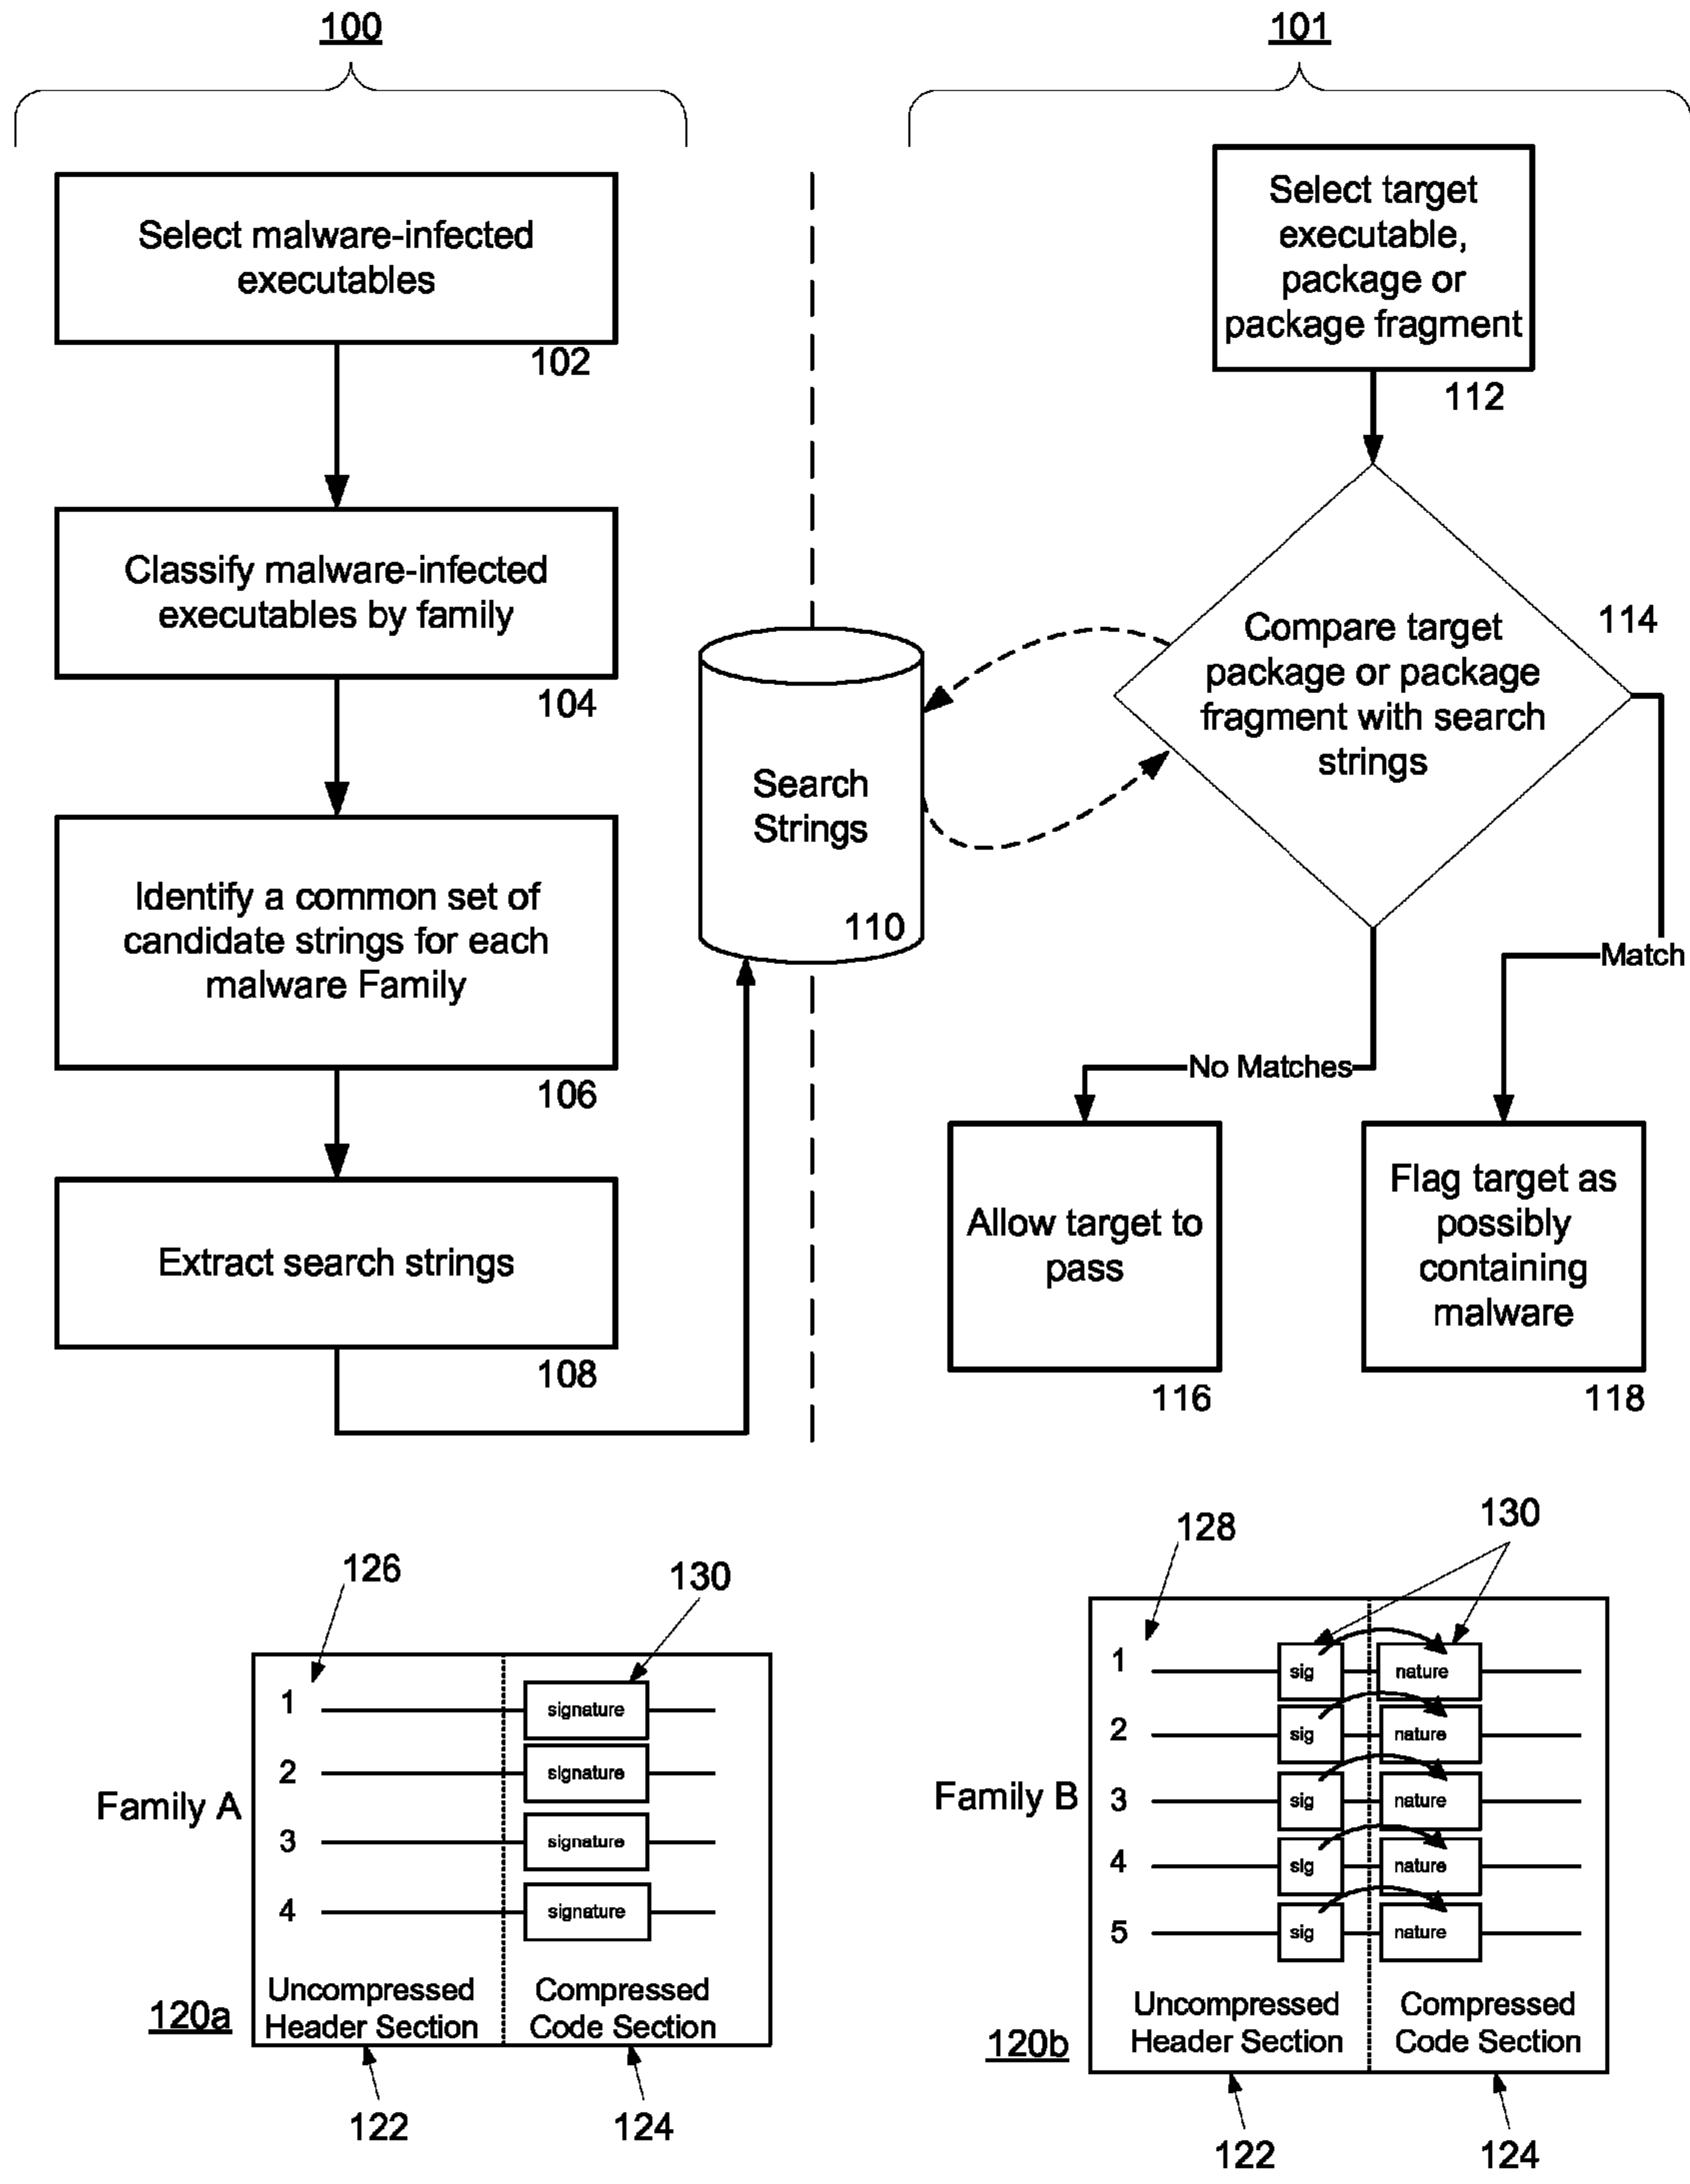 100
101
Select malware-infected
executables
102
Classify malware-infected
executables by family
104
Identify a common set of
candidate strings for each
malware Family
106
Extract search strings
108
Search
Strings
110
Select target
executable,
package or
package fragment
112
Compare target
package or package
fragment with search
strings
114
Match
No Matches
Allow target to
pass
116
Flag target as
possibly
containing
malware
118
126
130
Family A
1
signature
2
signature
3
signature
4
signature
Uncompressed
Header Section
Compressed
Code Section
120a
122
124
128
130
Family B
1
sig
nature
2
sig
nature
3
sig
nature
4
sig
nature
5
sig
nature
Uncompressed
Header Section
Compressed
Code Section
120b
122
124